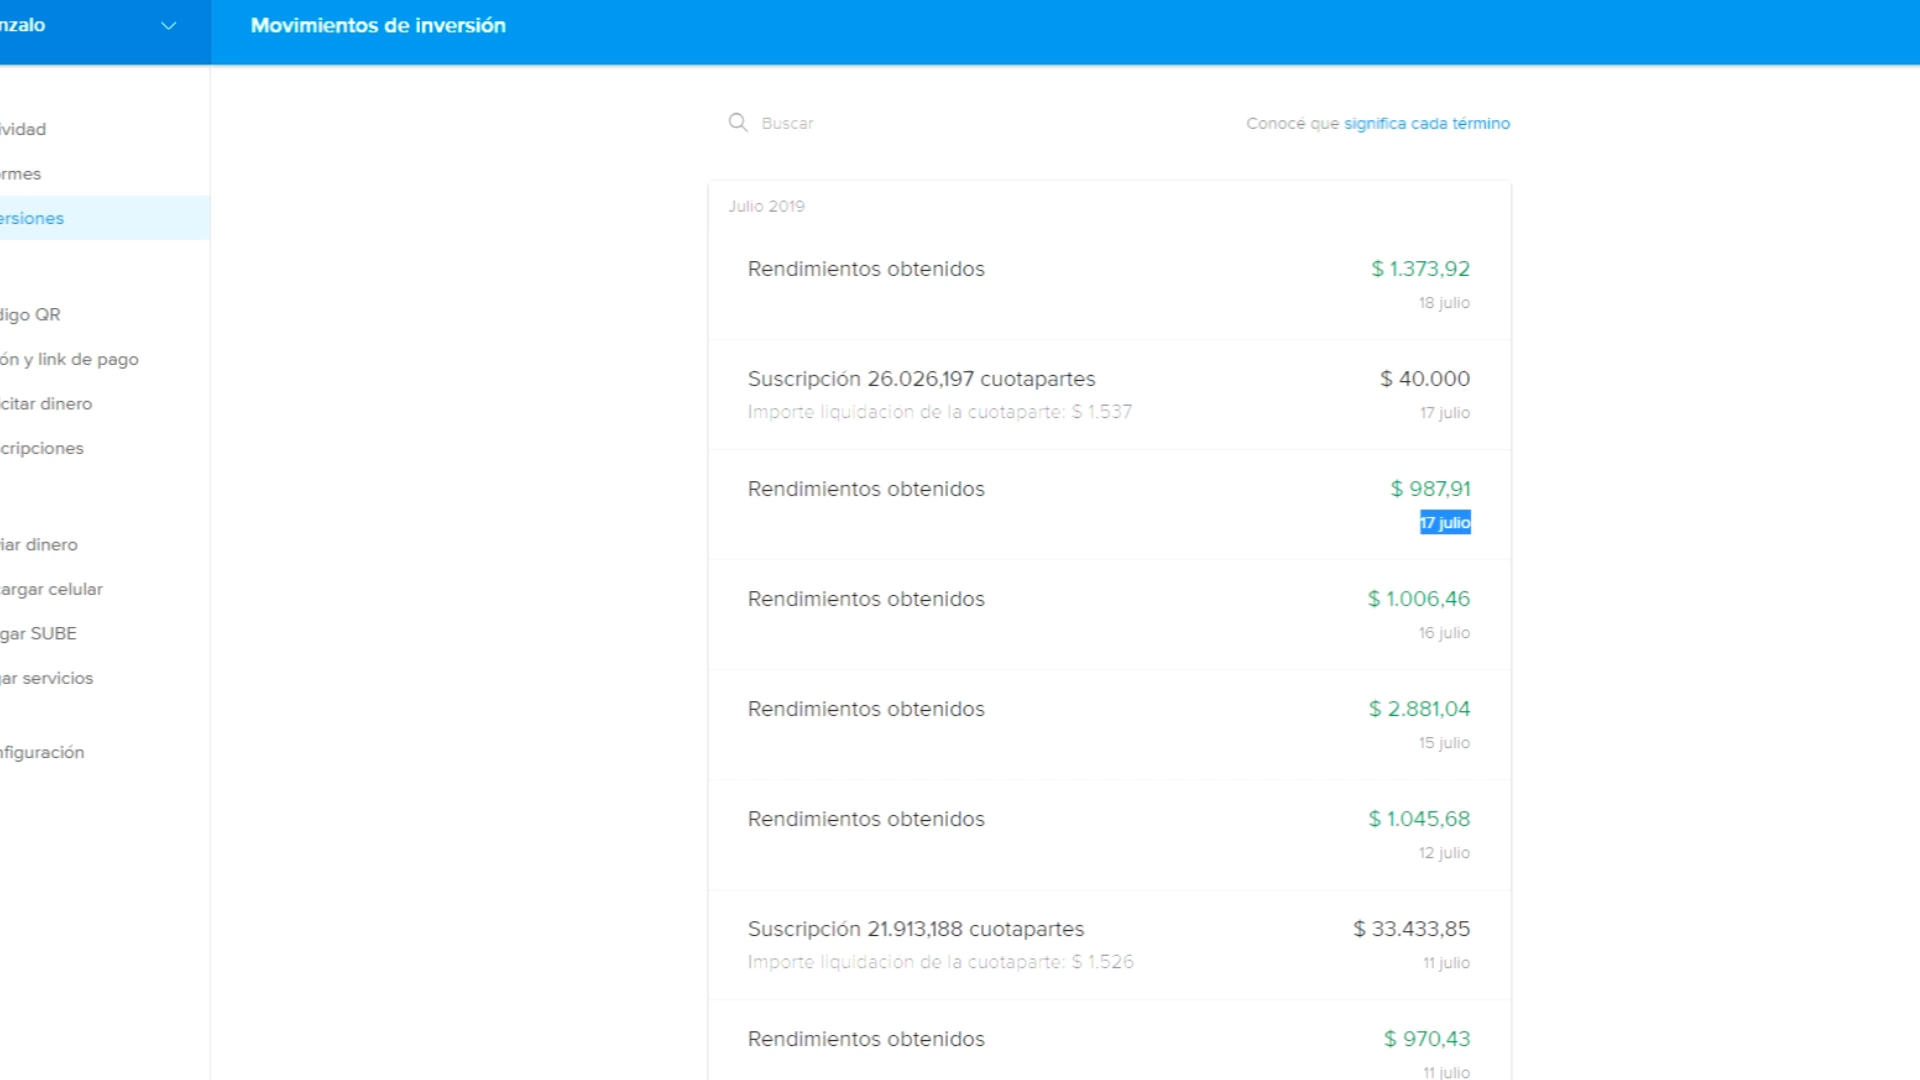 nzalo
Movimientos de inversión
ividad
rmes
ersiones
digo QR
ón y link de pago
citar dinero
cripciones
iar dinero
argar celular
gar SUBE
ar servicios
nfiguración
Buscar
Conocé que significa cada término
Julio 2019
Rendimientos obtenidos
$ 1.373,92
18 julio
Suscripción 26.026,197 cuotapartes
$ 40.000
Importe liquidación de la cuotaparte: $ 1.537
17 julio
Rendimientos obtenidos
$ 987,91
17 julio
Rendimientos obtenidos
$ 1.006,46
16 julio
Rendimientos obtenidos
$ 2.881,04
15 julio
Rendimientos obtenidos
$ 1.045,68
12 julio
Suscripción 21.913,188 cuotapartes
$ 33.433,85
Importe liquidación de la cuotaparte: $ 1.526
11 julio
Rendimientos obtenidos
$ 970,43
11 julio